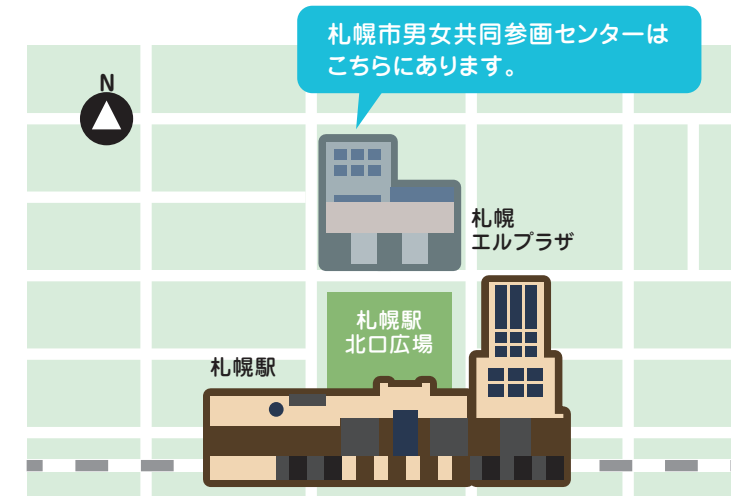 札幌市男女共同参画センターは
こちらにあります。
N
札幌
エルプラザ
札幌駅
北口広場
札幌駅